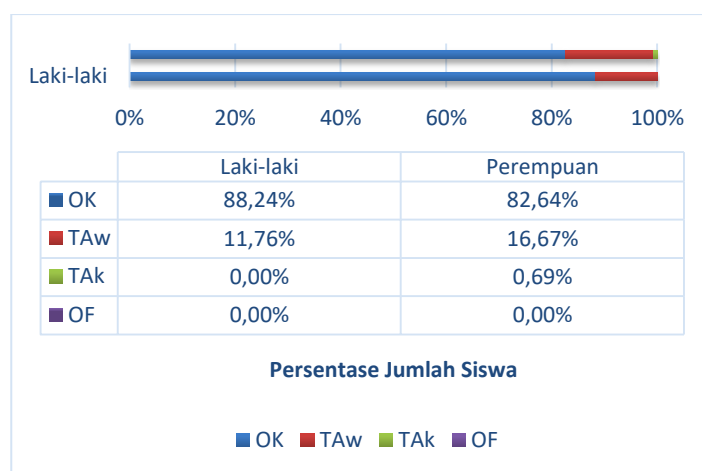 Laki-laki
0% 20% 40% 60% 80% 100%
Laki-laki Perempuan
OK 88,24% 82,64%
TAw 11,76% 16,67%
TAk 0,00% 0,69%
OF 0,00% 0,00%
Persentase Jumlah Siswa
OK TAw TAk OF